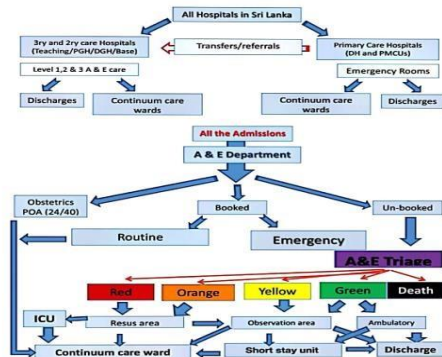 All Hospitals in Sri Lanka
3ry and 2ry care Hospitals
(Teaching/PGH/DGH/Base)
Transfers/referrals
Primary Care Hospitals
(DH and PMCUs)
Level 1,2 & 3 A & E care
Emergency Rooms
Discharges
Continuum care
wards
Continuum care
wards
Discharges
All the Admissions
A & E Department
Obstetrics
POA (24/40)
Booked
Un-booked
Routine
Emergency
A&E Triage
Red
Orange
Yellow
Green
Death
ICU
Resus area
Observation area
Ambulatory
Continuum care ward
Short stay unit
Discharge